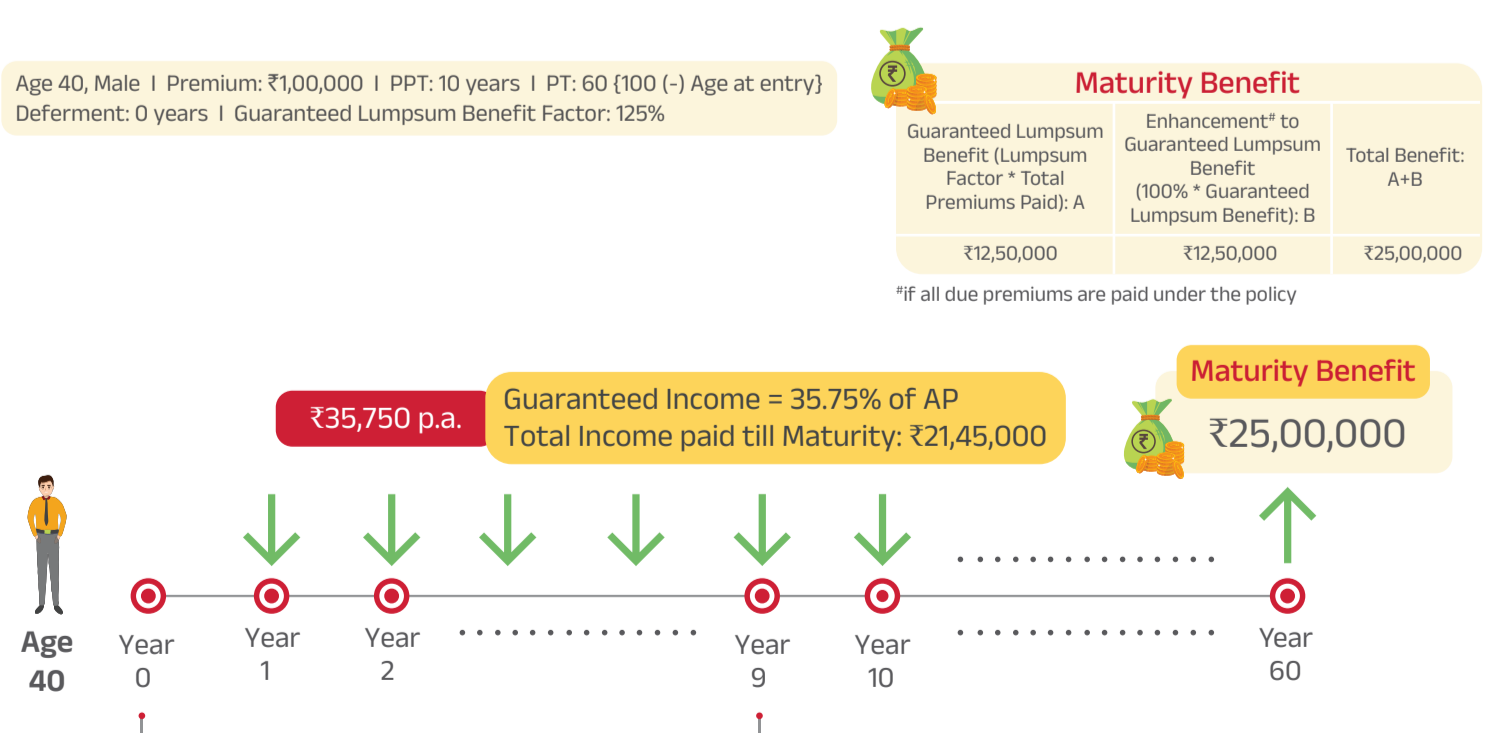 Age 40, Male I Premium: ₹1,00,000 I PPT: 10 years I PT: 60 {100 (-) Age at entry}
Deferment: 0 years I Guaranteed Lumpsum Benefit Factor: 125%
₹
Maturity Benefit
Guaranteed Lumpsum
Benefit (Lumpsum
Factor * Total
Premiums Paid): A
Enhancement# to
Guaranteed Lumpsum
Benefit
(100% * Guaranteed
Lumpsum Benefit): B
Total Benefit:
A+B
₹12,50,000
₹12,50,000
₹25,00,000
#if all due premiums are paid under the policy
₹35,750 p.a.
Guaranteed Income = 35.75% of AP
Total Income paid till Maturity: ₹21,45,000
Maturity Benefit
₹
₹25,00,000
Age
40
Year
0
Year
1
Year
2
Year
9
Year
10
Year
60